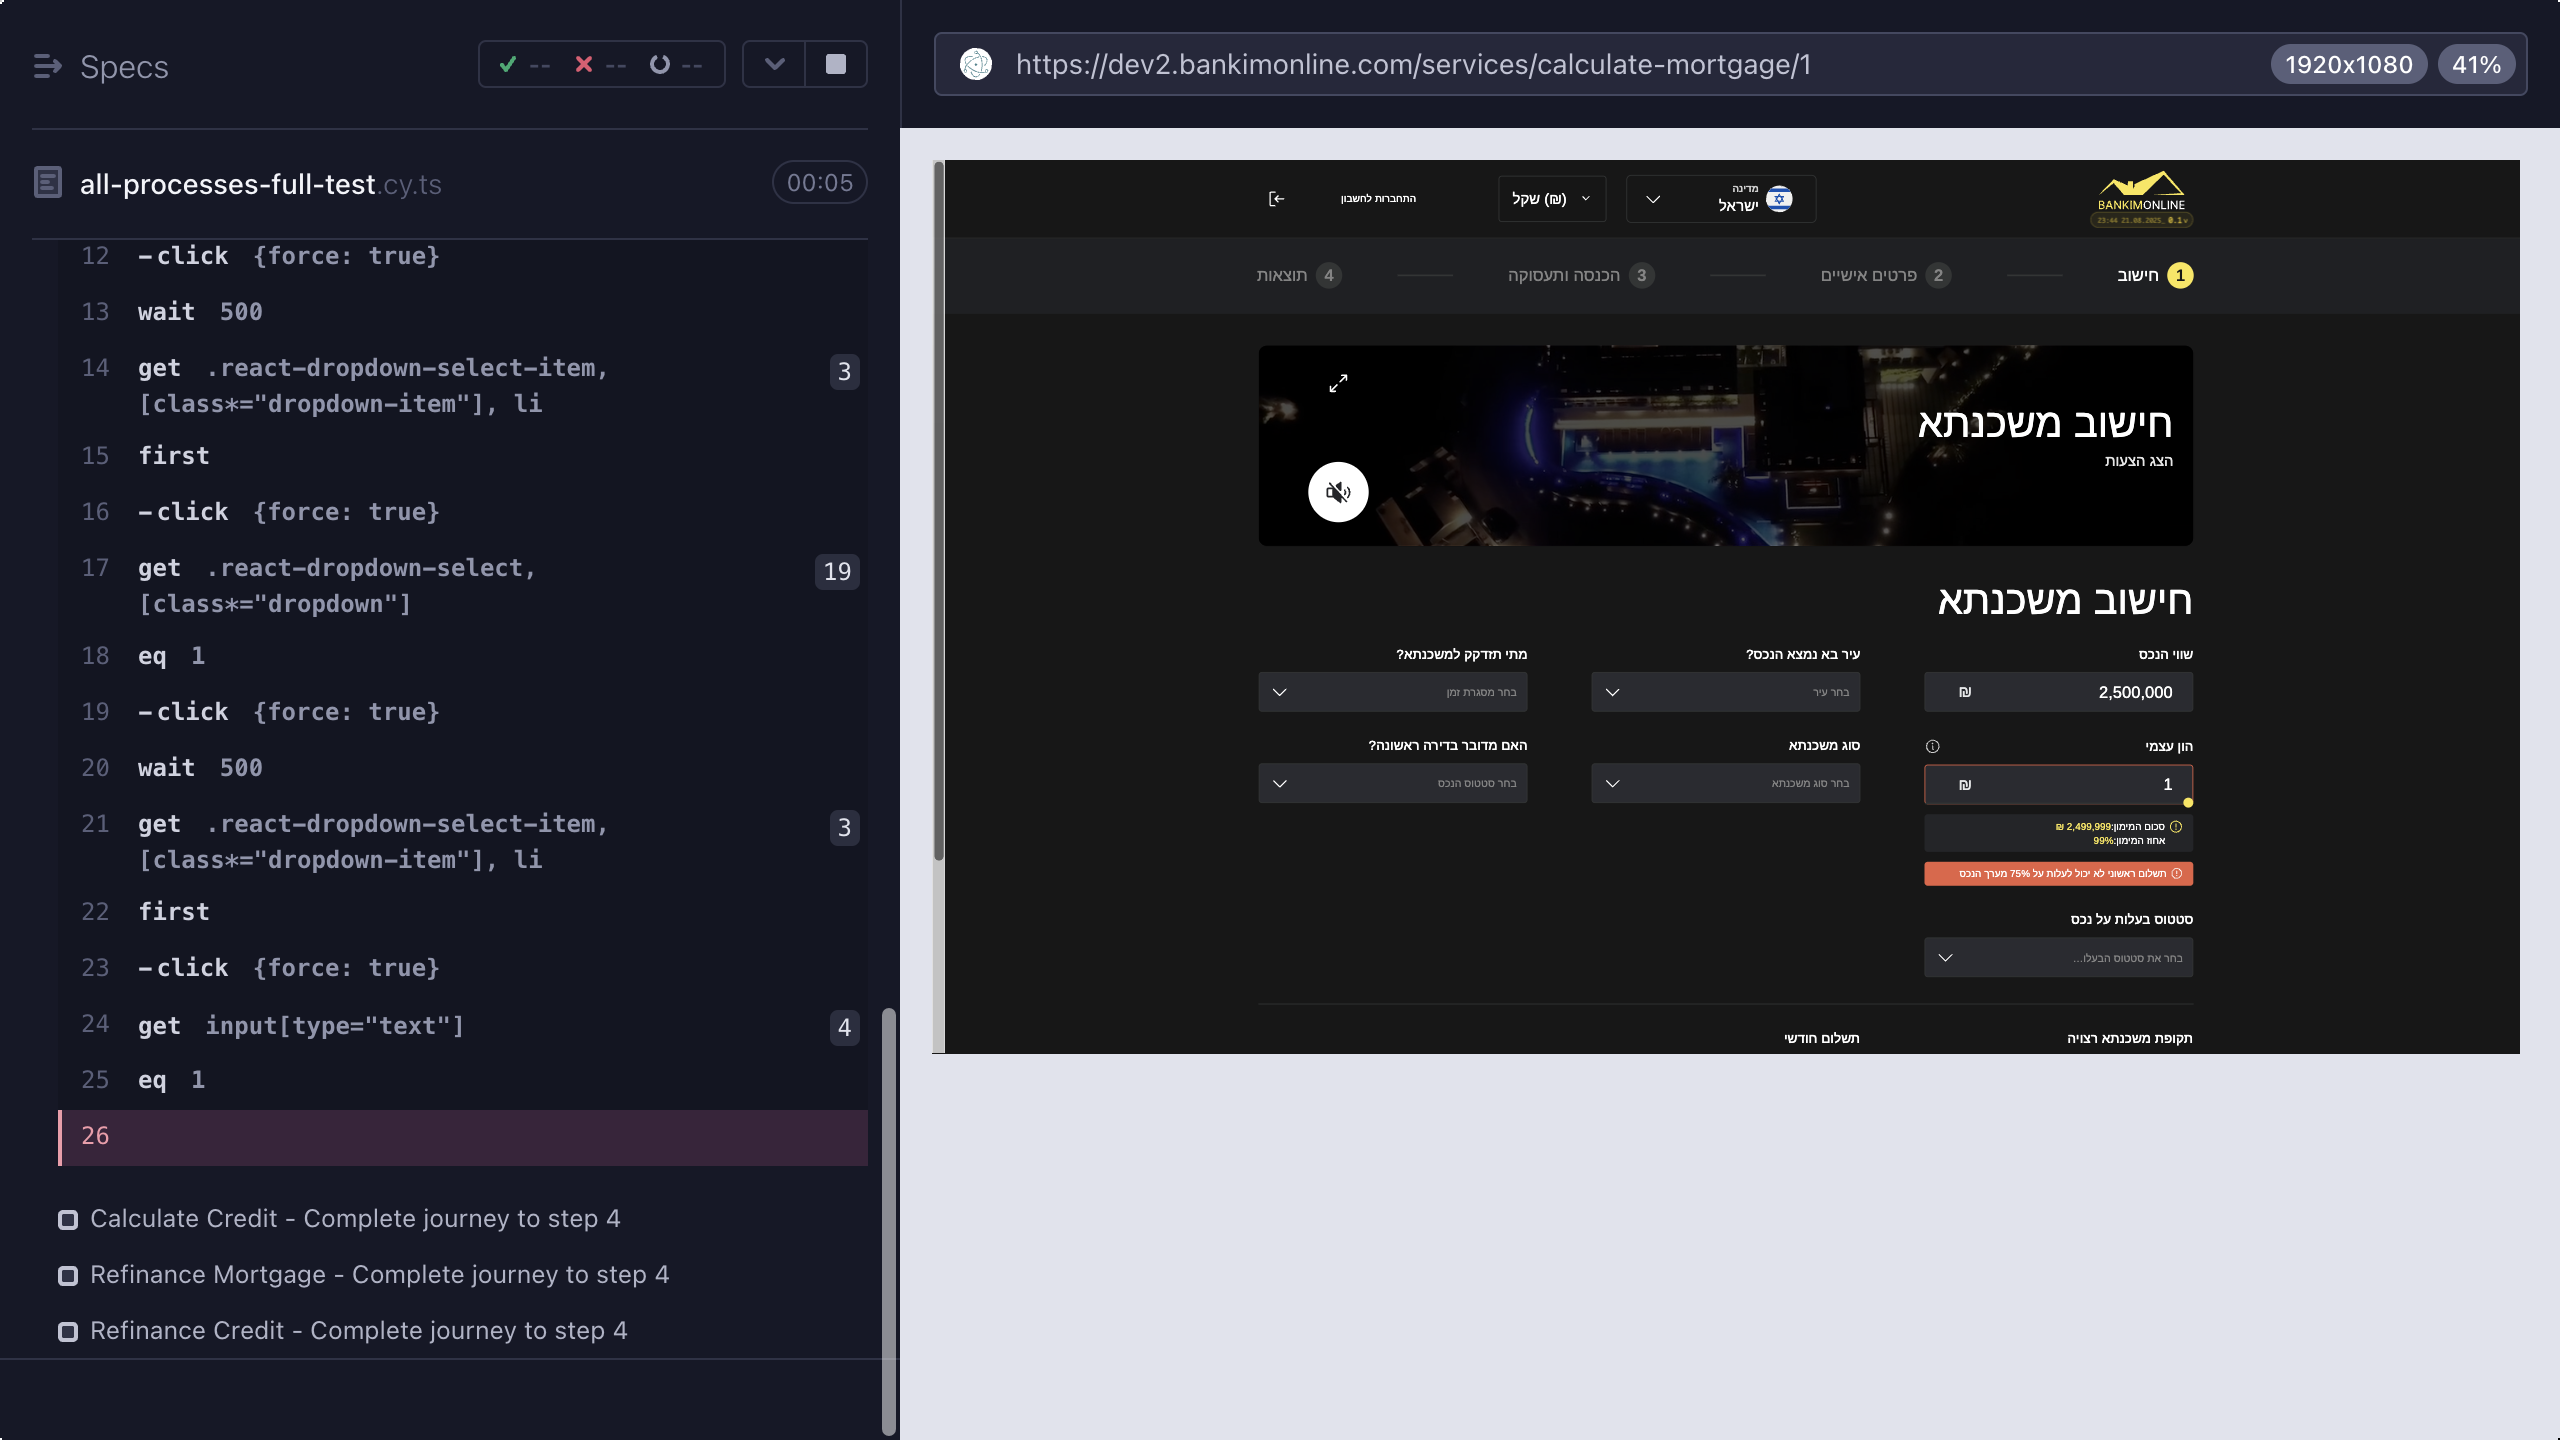 Specs
--
--
--
all-processes-full-test.cy.ts
00:05
12 -click {force: true}
13 wait 500
14 get .react-dropdown-select-item, [class*="dropdown-item"], li 3
15 first
16 -click {force: true}
17 get .react-dropdown-select, [class*="dropdown"] 19
18 eq 1
19 -click {force: true}
20 wait 500
21 get .react-dropdown-select-item, [class*="dropdown-item"], li 3
22 first
23 -click {force: true}
24 get input[type="text"] 4
25 eq 1
26
Calculate Credit - Complete journey to step 4
Refinance Mortgage - Complete journey to step 4
Refinance Credit - Complete journey to step 4
https://dev2.bankimonline.com/services/calculate-mortgage/1
1920x1080
41%
BANKIMONLINE
מדינה
ישראל
שקל (₪)
התחברות לחשבון
1 חישוב
2 פרטים אישיים
3 הכנסה ותעסוקה
4 תוצאות
חישוב משכנתא
הצג הצעות
חישוב משכנתא
שווי הנכס
2,500,000 ₪
עיר בא נמצא הנכס?
בחר עיר
מתי תזדקק למשכנתא?
בחר מסגרת זמן
הון עצמי
1 ₪
סכום המימון:2,499,999 ₪
אחוז המימון:99%
תשלום ראשוני לא יכול לעלות על 75% מערך הנכס
סוג משכנתא
בחר סוג משכנתא
האם מדובר בדירה ראשונה?
בחר סטטוס הנכס
סטטוס בעלות על נכס
בחר את סטטוס הבעלו...
תקופת משכנתא רצויה
תשלום חודשי